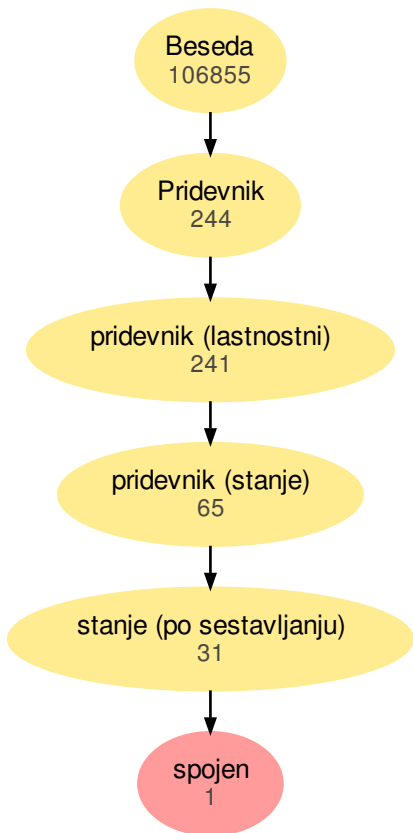 Beseda
106855
Pridevnik
244
pridevnik (lastnostni)
241
pridevnik (stanje)
65
stanje (po sestavljanju)
31
spojen
1